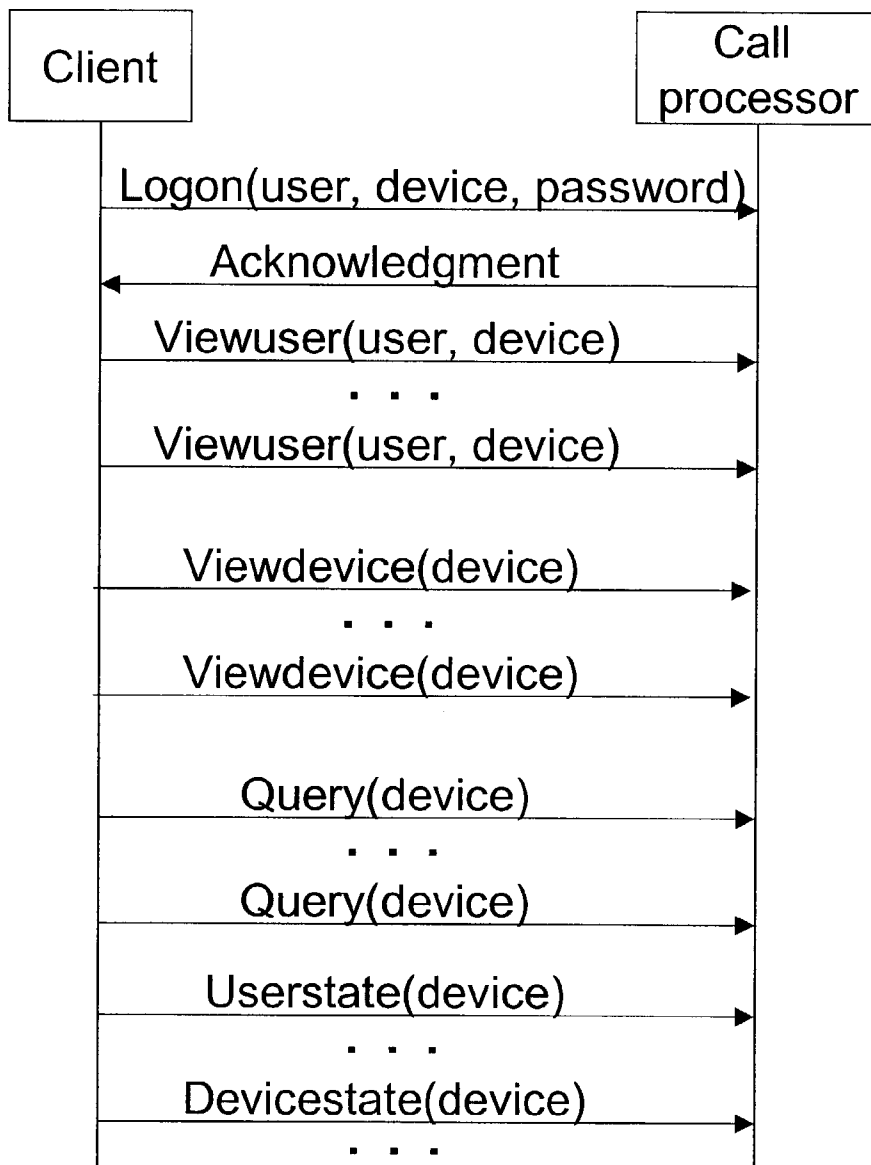 Client
Call
processor
Logon(user, device, password)
Acknowledgment
Viewuser(user, device)
. . .
Viewuser(user, device)
Viewdevice(device)
. . .
Viewdevice(device)
Query(device)
. . .
Query(device)
Userstate(device)
. . .
Devicestate(device)
. . .